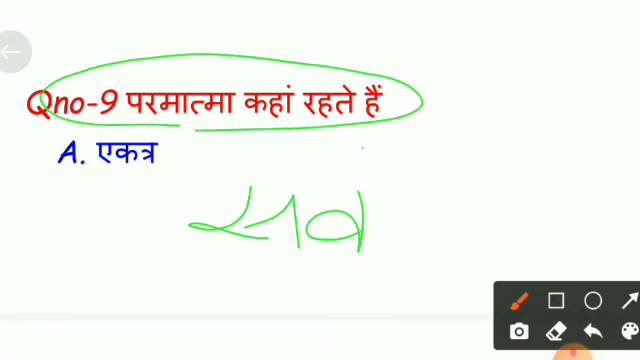 Qno-9 परमात्मा कहां रहते हैं
A. एकत्र